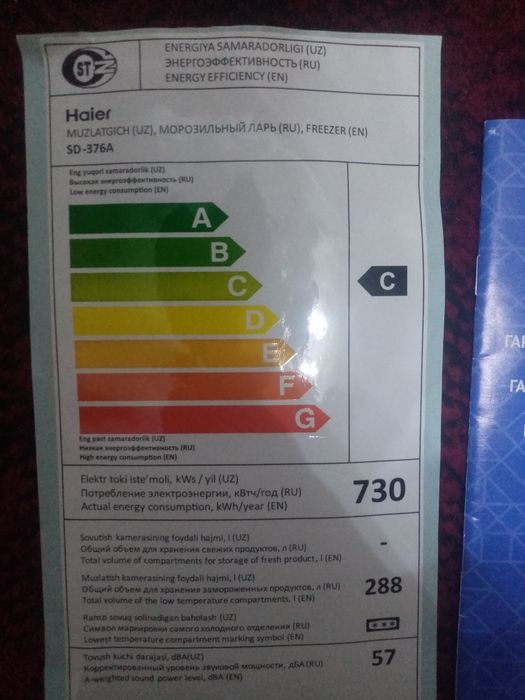 ENERGIYA SAMARADORLIGI (UZ)
ЭНЕРГОЭФФЕКТИВНОСТЬ (RU)
ENERGY EFFICIENCY (EN)
ST
Haier
MUZLATGICH (UZ), МОРОЗИЛЬНЫЙ ЛАРЬ (RU), FREEZER (EN)
SD-376A
Eng yuqori samaradorlik (UZ)
Высокая энергоэффективность (RU)
Low energy consumption (EN)
A
B
C
C
D
E
F
G
Eng past samaradorlik (UZ)
Низкая энергоэффективность (RU)
High energy consumption (EN)
Elektr toki iste'moli, kWs / yil (UZ)
Потребление электроэнергии, кВтч/год (RU)
Actual energy consumption, kWh/year (EN)
730
Sovutish kamerasining foydali hajmi, l (UZ)
Общий объем для хранения свежих продуктов, л (RU)
Total volume of compartments for storage of fresh product, l (EN)
-
Muzlatish kamerasining foydali hajmi, l (UZ)
Общий объем для хранения замороженных продуктов, л (RU)
Total volume of the low temperature compartments, l (EN)
288
Ramzi sovuq solinadigan baholash (UZ)
Символ маркировки самого холодного отделения (RU)
Lowest temperature compartment marking symbol (EN)
***
Tovush kuchi darajasi, dBA(UZ)
Корректированный уровень звуковой мощности, дБА (RU)
A-weighted sound power level, dBA (EN)
57
ГАР
ГА